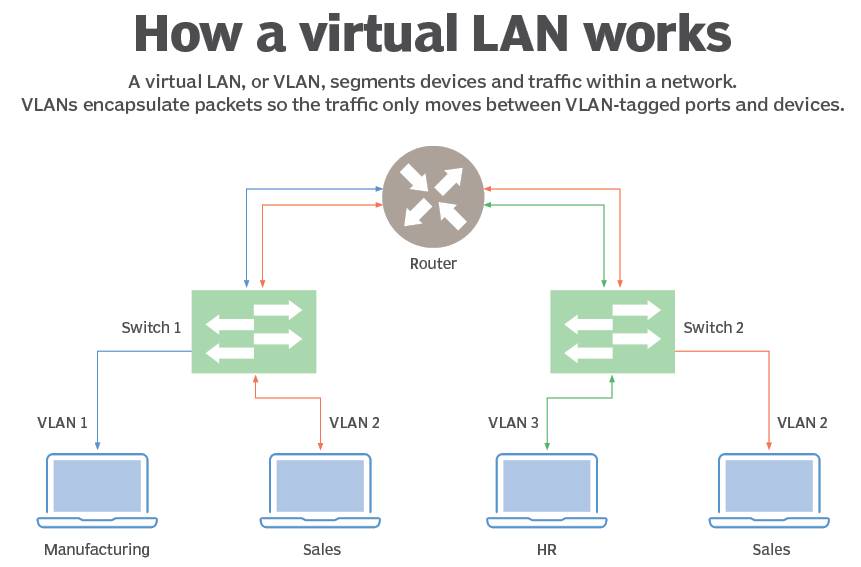 How a virtual LAN works
A virtual LAN, or VLAN, segments devices and traffic within a network.
VLANs encapsulate packets so the traffic only moves between VLAN-tagged ports and devices.
Router
Switch 1
Switch 2
VLAN 1
VLAN 2
VLAN 3
VLAN 2
Manufacturing
Sales
HR
Sales